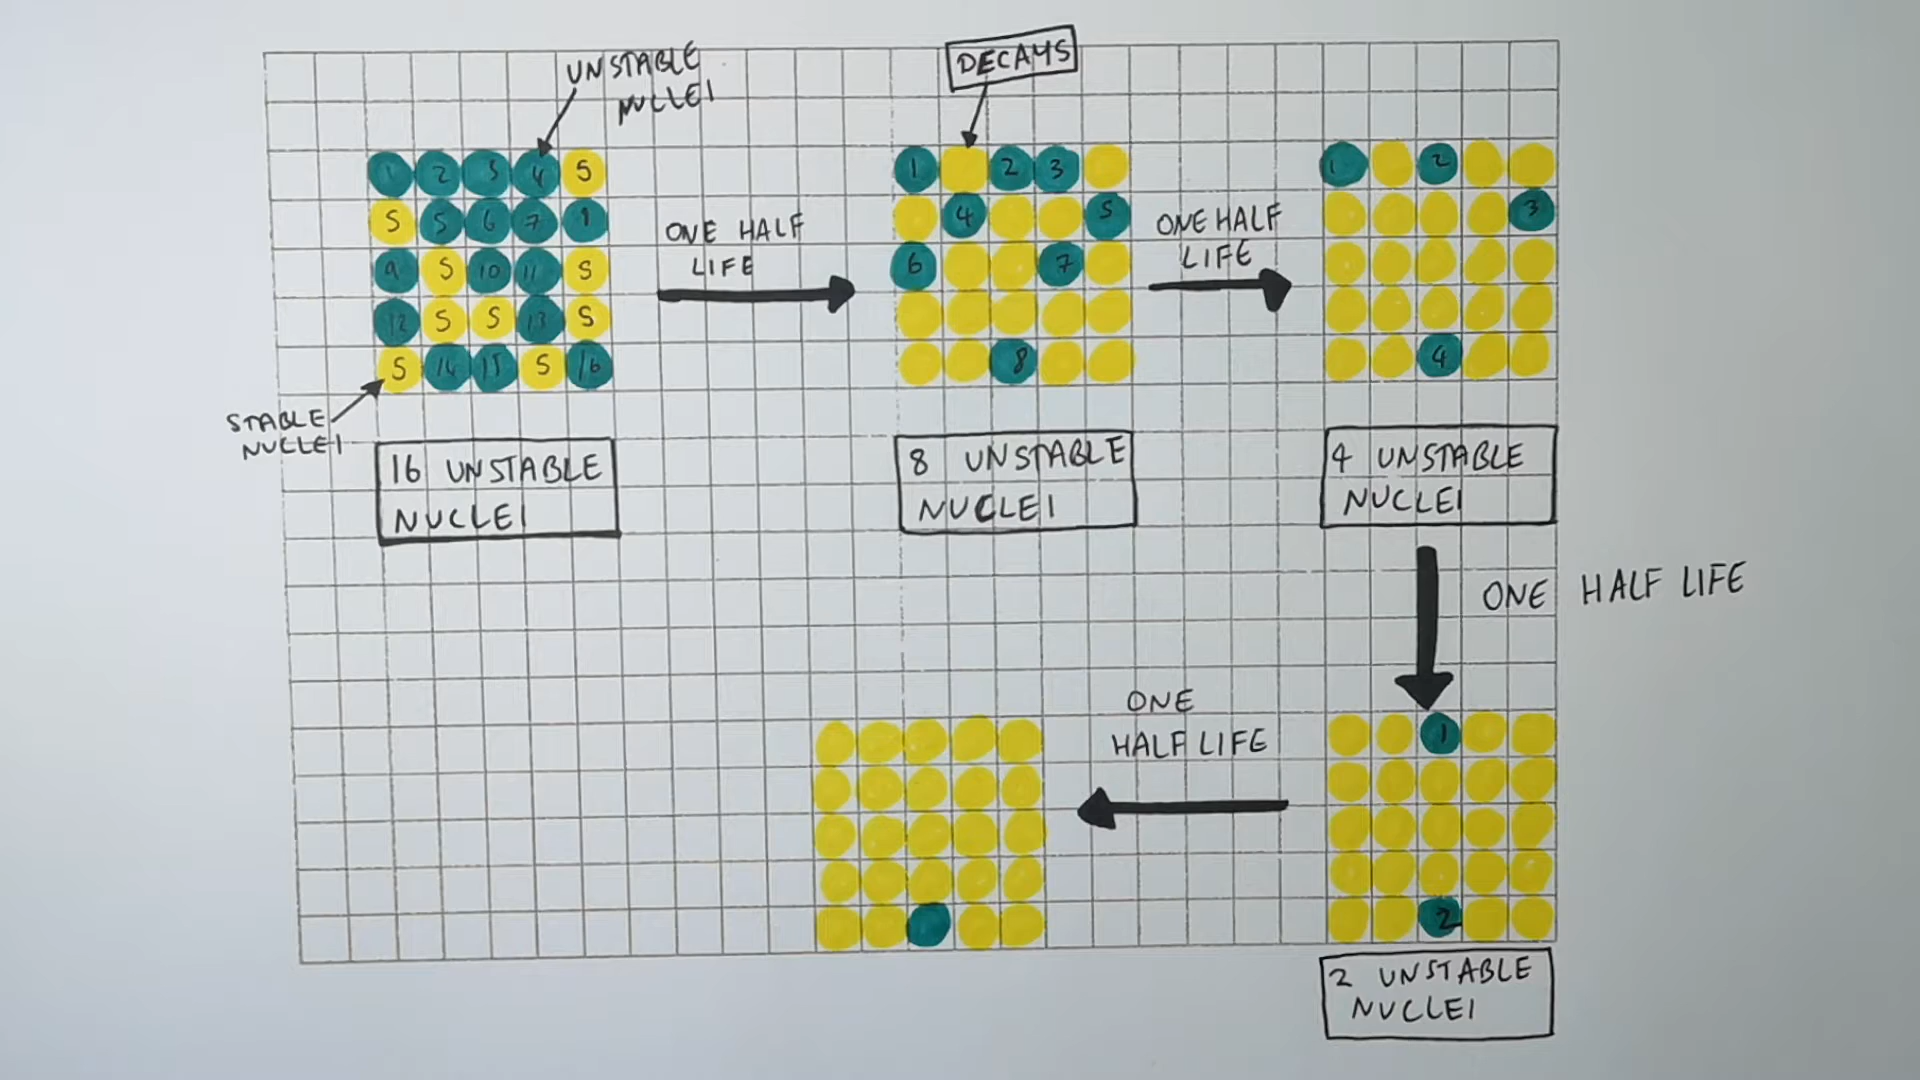 UNSTABLE
NUCLEI
DECAYS
1 2 3 4 S
S 5 6 7 9
9 S 10 11 S
12 S S 13 S
S 14 15 S 16
STABLE
NUCLEI
16 UNSTABLE
NUCLEI
ONE HALF
LIFE
1 2 3
4 5
6 7
8
8 UNSTABLE
NUCLEI
ONE HALF
LIFE
1 2
3
4
4 UNSTABLE
NUCLEI
ONE HALF LIFE
1
2
2 UNSTABLE
NUCLEI
ONE
HALF LIFE